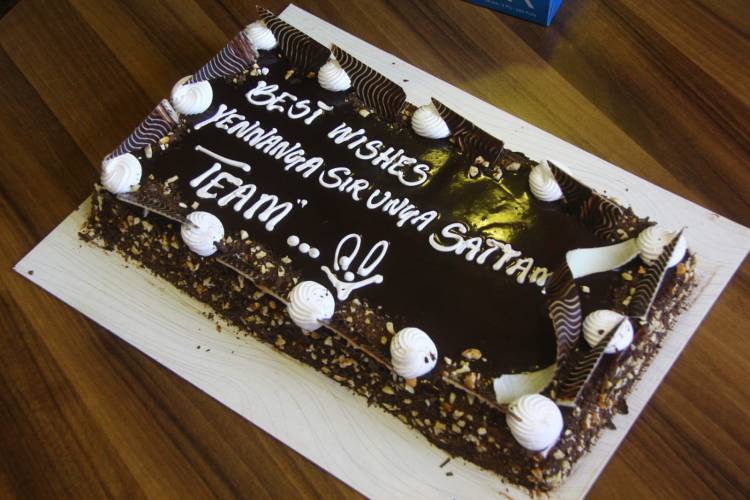 "BEST WISHES
YENNANGA SIR UNGA SATTAM
TEAM" ...